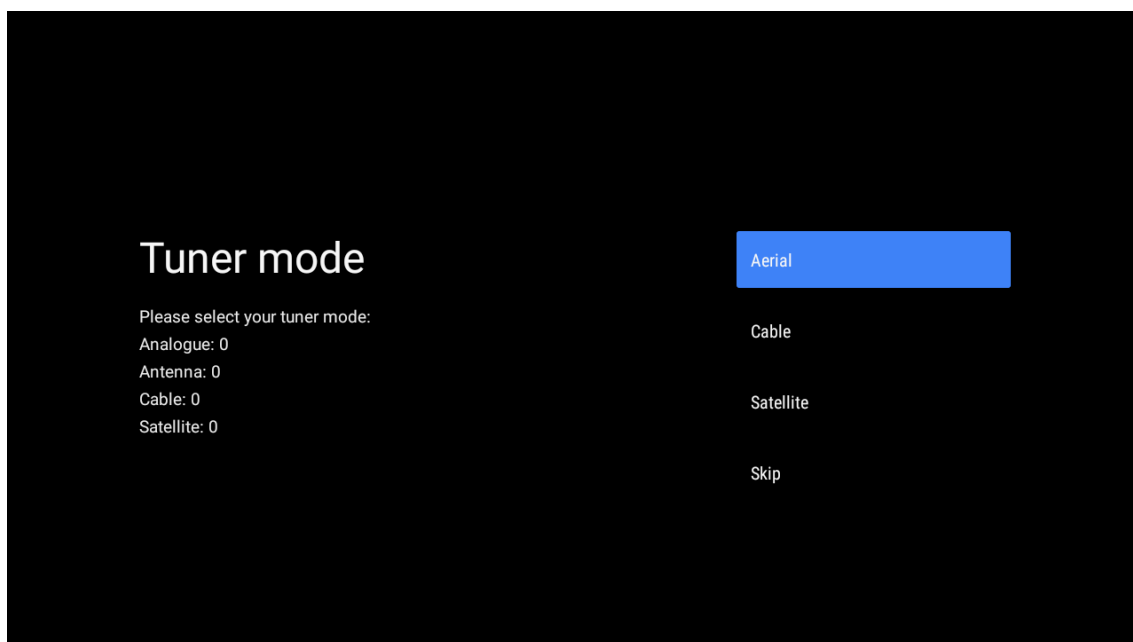 Tuner mode
Please select your tuner mode:
Analogue: 0
Antenna: 0
Cable: 0
Satellite: 0
Aerial
Cable
Satellite
Skip